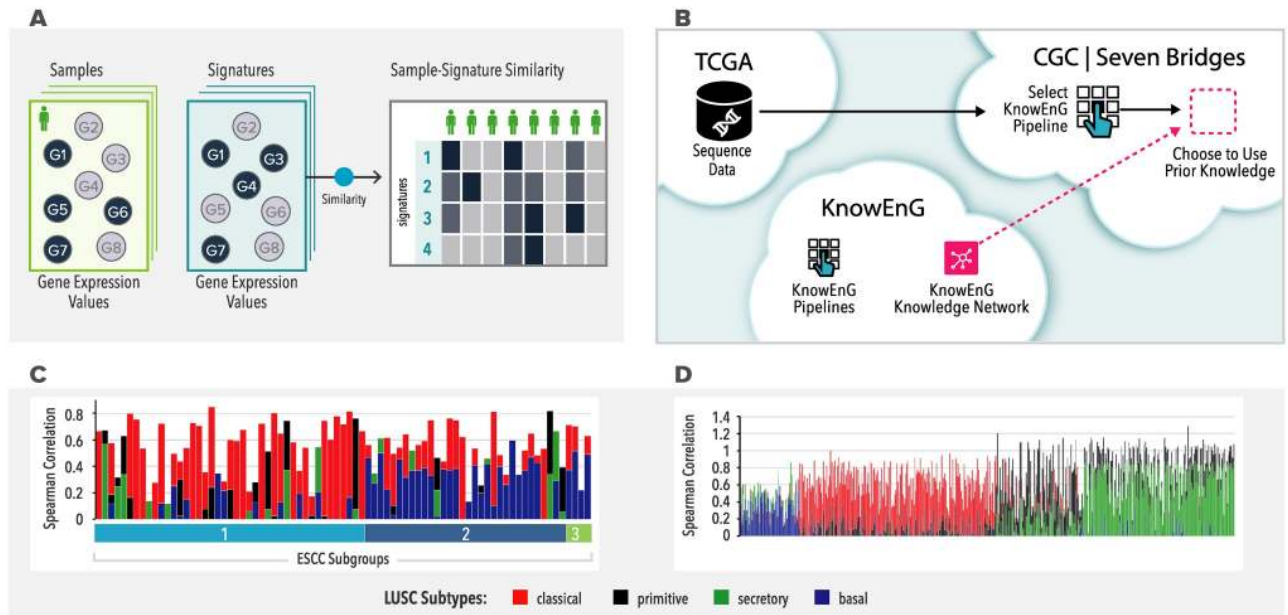 A
Samples
Signatures
Sample-Signature Similarity
G2
G1
G3
G4
G5
G6
G7
G8
Gene Expression
Values
G2
G1
G3
G4
G5
G6
G7
G8
Gene Expression
Values
Similarity
signatures
1
2
3
4
B
TCGA
Sequence
Data
CGC | Seven Bridges
Select
KnowEnG
Pipeline
Choose to Use
Prior Knowledge
KnowEnG
KnowEnG
Pipelines
KnowEnG
Knowledge Network
C
Spearman Correlation
0.8
0.6
0.4
0.2
0
1
2
3
ESCC Subgroups
D
Spearman Correlation
1.4
1.2
1
0.8
0.6
0.4
0.2
0
LUSC Subtypes: classical primitive secretory basal